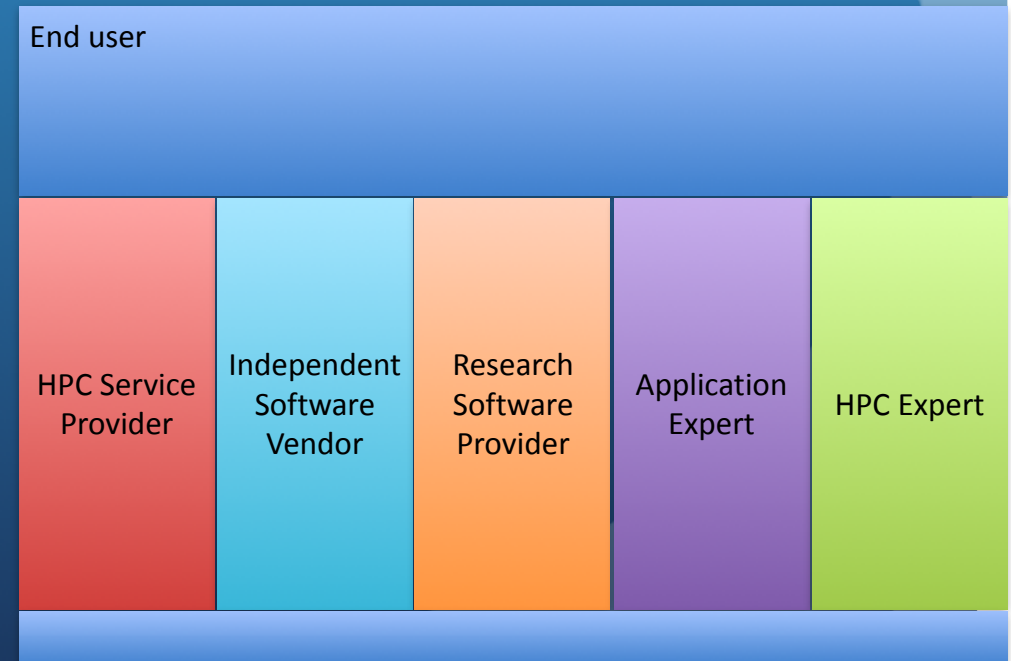 End user
HPC Service
Provider
Independent
Software
Vendor
Research
Software
Provider
Application
Expert
HPC Expert